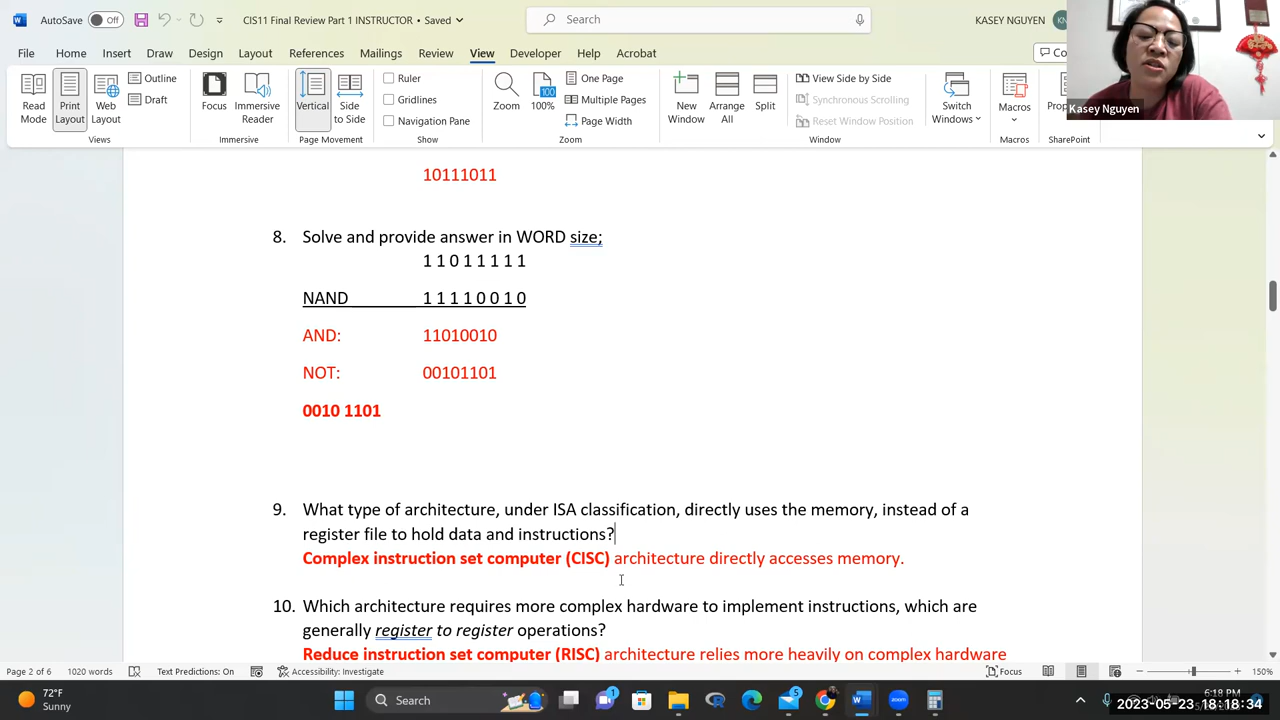 AutoSave Off CIS11 Final Review Part 1 INSTRUCTOR • Saved Search KASEY NGUYEN
File Home Insert Draw Design Layout References Mailings Review View Developer Help Acrobat
Read Mode Print Layout Web Layout Outline Draft Views
Focus Immersive Reader Immersive
Vertical Side to Side Page Movement
Ruler Gridlines Navigation Pane Show
Zoom 100% One Page Multiple Pages Page Width Zoom
New Window Arrange All Split View Side by Side Synchronous Scrolling Reset Window Position Switch Windows Window
Macros Macros
SharePoint
Kasey Nguyen
10111011
8. Solve and provide answer in WORD size;
1 1 0 1 1 1 1 1
NAND 1 1 1 1 0 0 1 0
AND: 11010010
NOT: 00101101
0010 1101
9. What type of architecture, under ISA classification, directly uses the memory, instead of a
register file to hold data and instructions?
Complex instruction set computer (CISC) architecture directly accesses memory.
10. Which architecture requires more complex hardware to implement instructions, which are
generally register to register operations?
Reduce instruction set computer (RISC) architecture relies more heavily on complex hardware
Page 2 of 6 1020 words Text Predictions: On Accessibility: Investigate Focus 150%
72°F
Sunny
Search
6:18 PM
2023-05-23 18:18:34